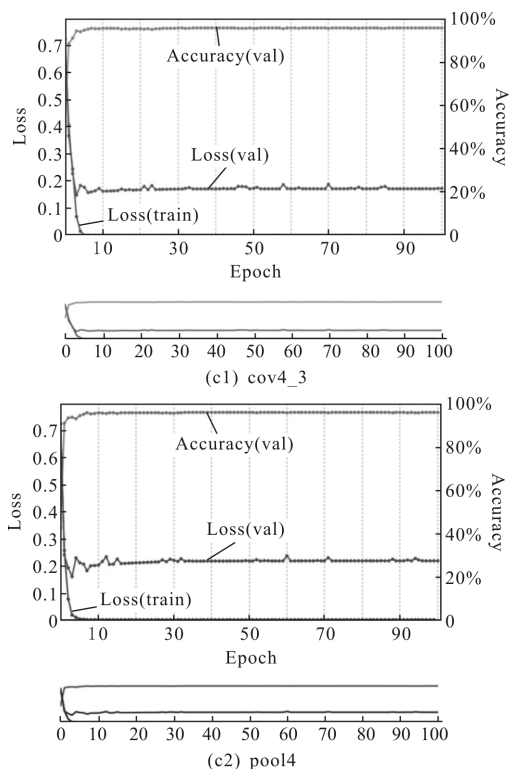 100%
0.7
Accuracy(val)
0.6
80%
0.5
60%
Loss
Accuracy
0.4
0.3
Loss(val)
40%
0.2
20%
0.1
Loss(train)
0
0
10 30 50 70 90
Epoch
0 10 20 30 40 50 60 70 80 90 100
(c1) cov4_3
100%
0.7
Accuracy(val)
80%
0.6
0.5
60%
Loss
Accuracy
0.4
Loss(val)
40%
0.3
0.2
20%
0.1
Loss(train)
0
0
10 30 50 70 90
Epoch
0 10 20 30 40 50 60 70 80 90 100
(c2) pool4